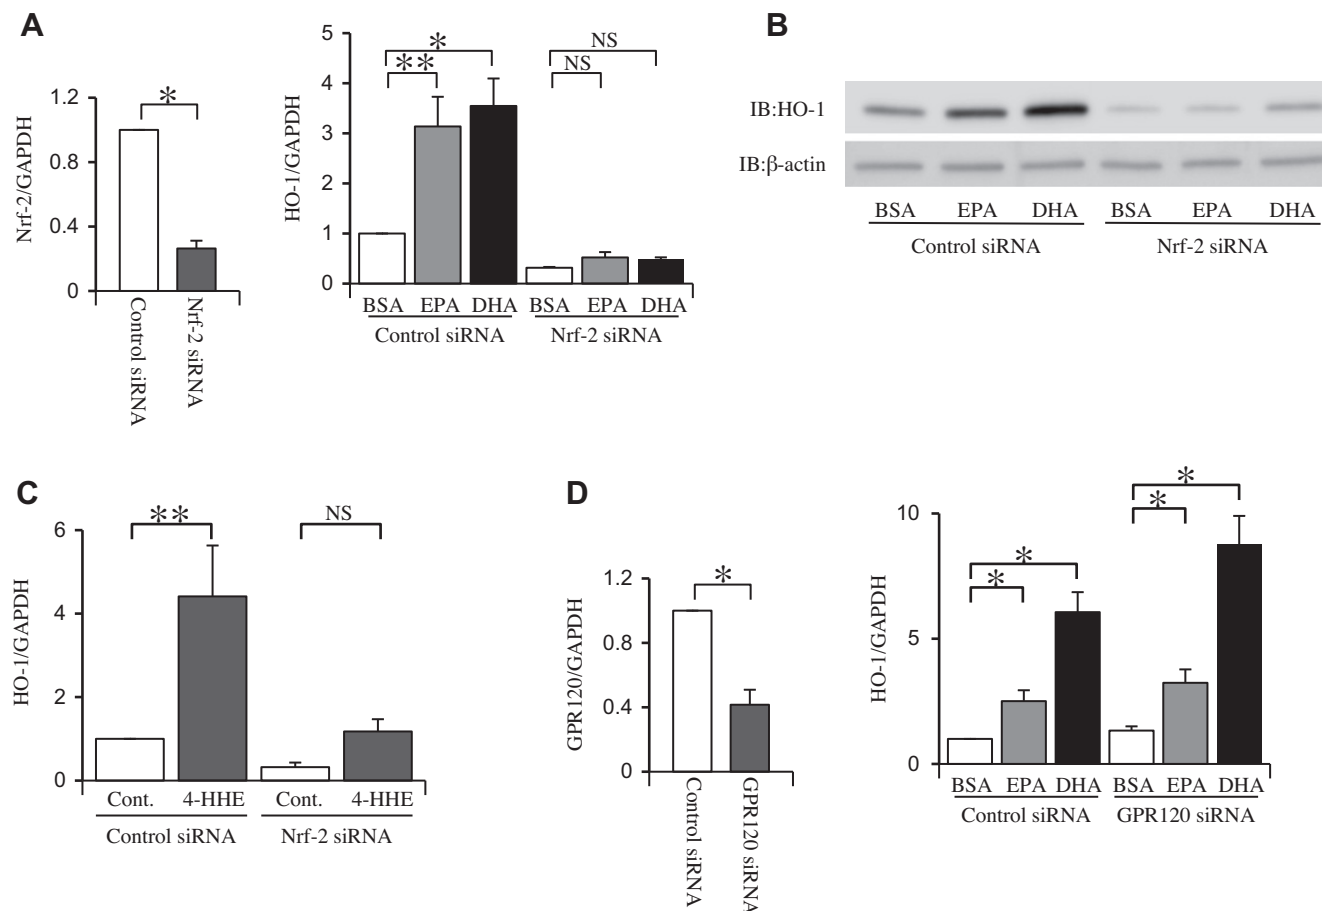 A
Nrf-2/GAPDH
1.2
0.8
0.4
0
*
Control siRNA
Nrf-2 siRNA
HO-1/GAPDH
5
4
3
2
1
0
*
**
NS
NS
BSA EPA DHA BSA EPA DHA
Control siRNA Nrf-2 siRNA
B
IB:HO-1
IB:β-actin
BSA EPA DHA BSA EPA DHA
Control siRNA Nrf-2 siRNA
C
HO-1/GAPDH
6
4
2
0
**
NS
Cont. 4-HHE Cont. 4-HHE
Control siRNA Nrf-2 siRNA
D
GPR120/GAPDH
1.2
0.8
0.4
0
*
Control siRNA
GPR120 siRNA
HO-1/GAPDH
10
5
0
*
*
*
*
BSA EPA DHA BSA EPA DHA
Control siRNA GPR120 siRNA